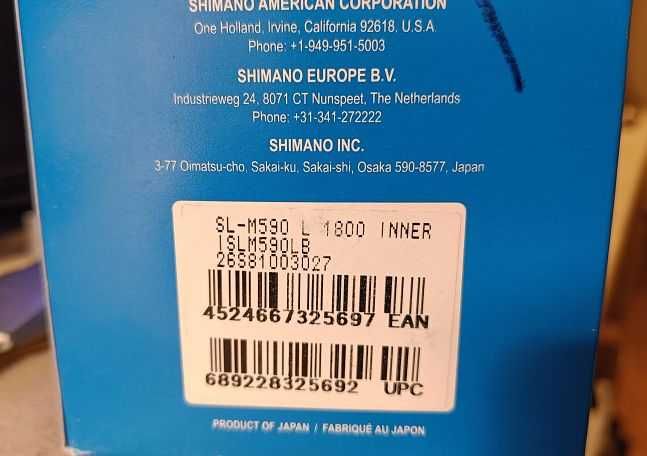 SHIMANO AMERICAN CORPORATION
One Holland, Irvine, California 92618, U.S.A.
Phone: +1-949-951-5003
SHIMANO EUROPE B.V.
Industrieweg 24, 8071 CT Nunspeet, The Netherlands
Phone: +31-341-272222
SHIMANO INC.
3-77 Oimatsu-cho, Sakai-ku, Sakai-shi, Osaka 590-8577, Japan
SL-M590 L 1800 INNER
ISLM590LB
26S81003027
4524667325697 EAN
689228325692 UPC
PRODUCT OF JAPAN / FABRIQUÉ AU JAPON